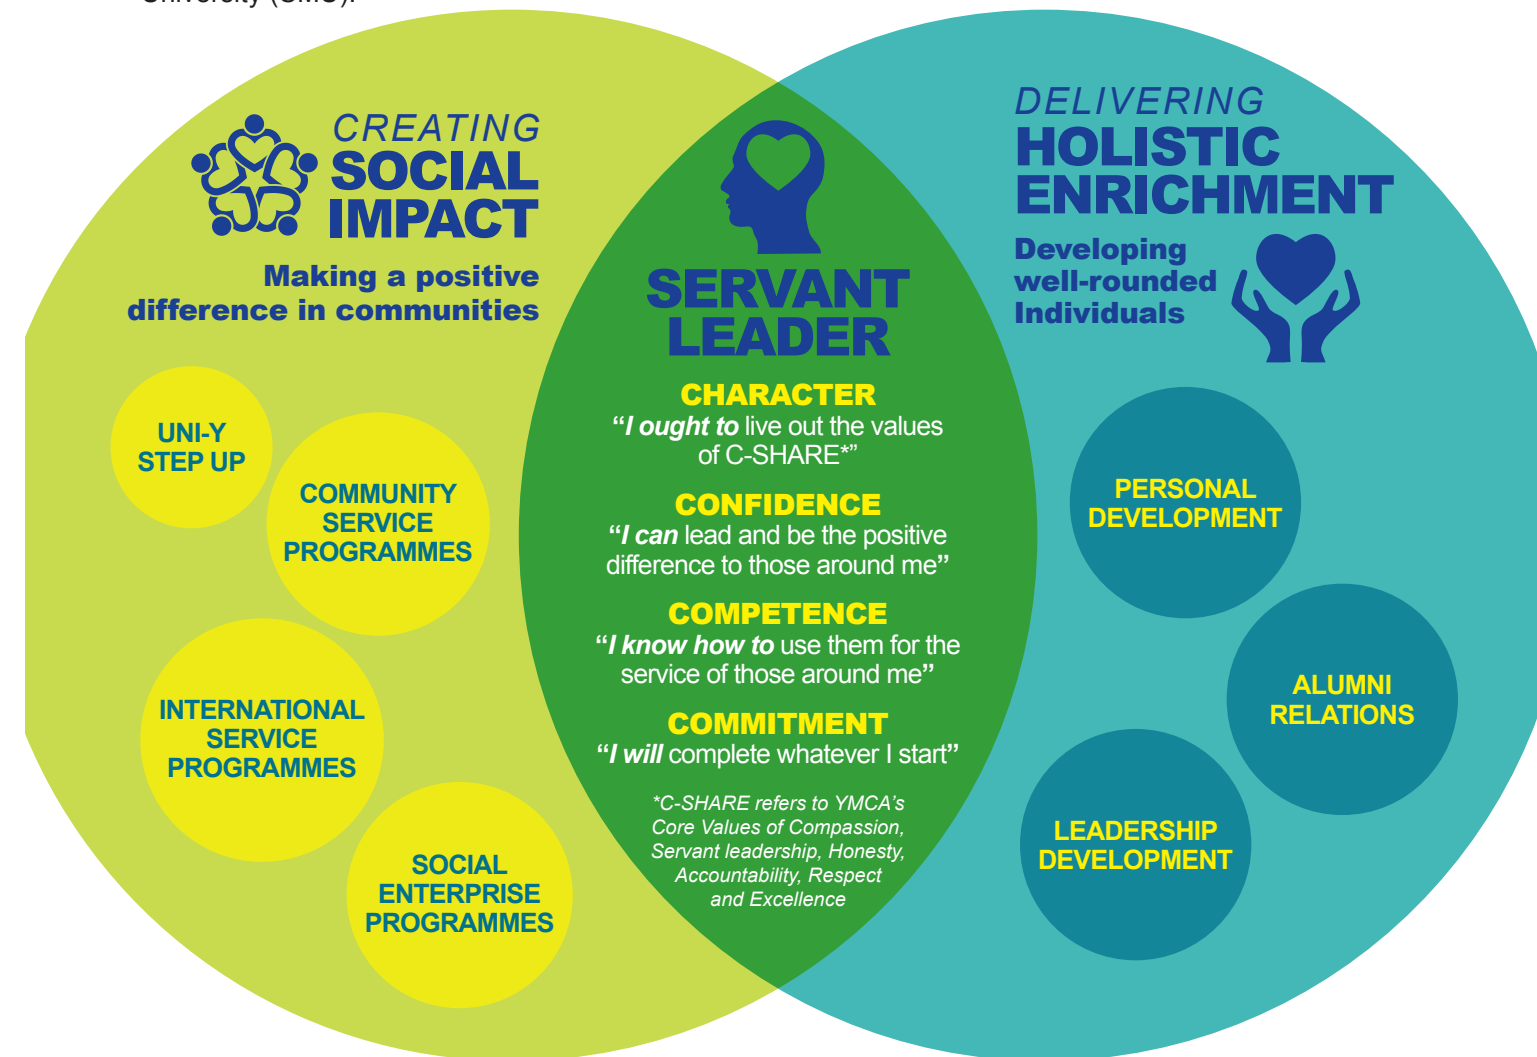 University (SMU).
CREATING
SOCIAL
IMPACT
Making a positive
difference in communities
UNI-Y
STEP UP
COMMUNITY
SERVICE
PROGRAMMES
INTERNATIONAL
SERVICE
PROGRAMMES
SOCIAL
ENTERPRISE
PROGRAMMES
SERVANT
LEADER
CHARACTER
“I ought to live out the values
of C-SHARE*”
CONFIDENCE
“I can lead and be the positive
difference to those around me”
COMPETENCE
“I know how to use them for the
service of those around me”
COMMITMENT
“I will complete whatever I start”
*C-SHARE refers to YMCA’s
Core Values of Compassion,
Servant leadership, Honesty,
Accountability, Respect
and Excellence
DELIVERING
HOLISTIC
ENRICHMENT
Developing
well-rounded
Individuals
PERSONAL
DEVELOPMENT
ALUMNI
RELATIONS
LEADERSHIP
DEVELOPMENT